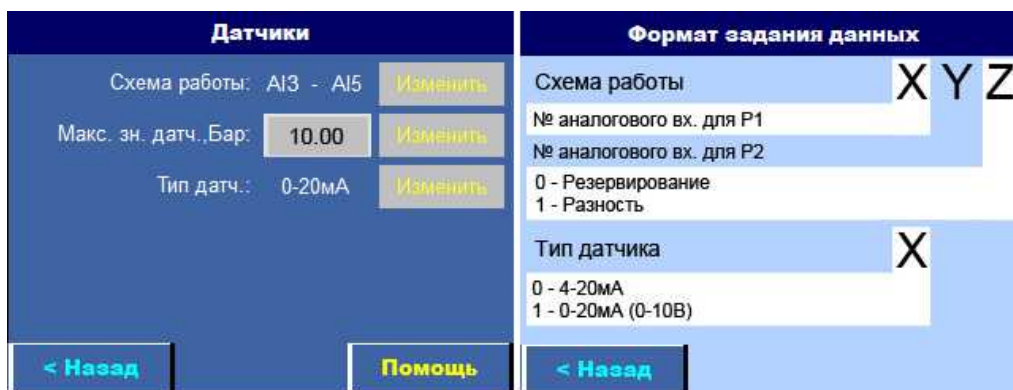 Датчики
Схема работы: AI3 - AI5 Изменить
Макс. зн. датч.,Бар: 10.00 Изменить
Тип датч.: 0-20мА Изменить
< Назад Помощь
Формат задания данных
Схема работы X Y Z
№ аналогового вх. для P1
№ аналогового вх. для P2
0 - Резервирование
1 - Разность
Тип датчика X
0 - 4-20мА
1 - 0-20мА (0-10В)
< Назад